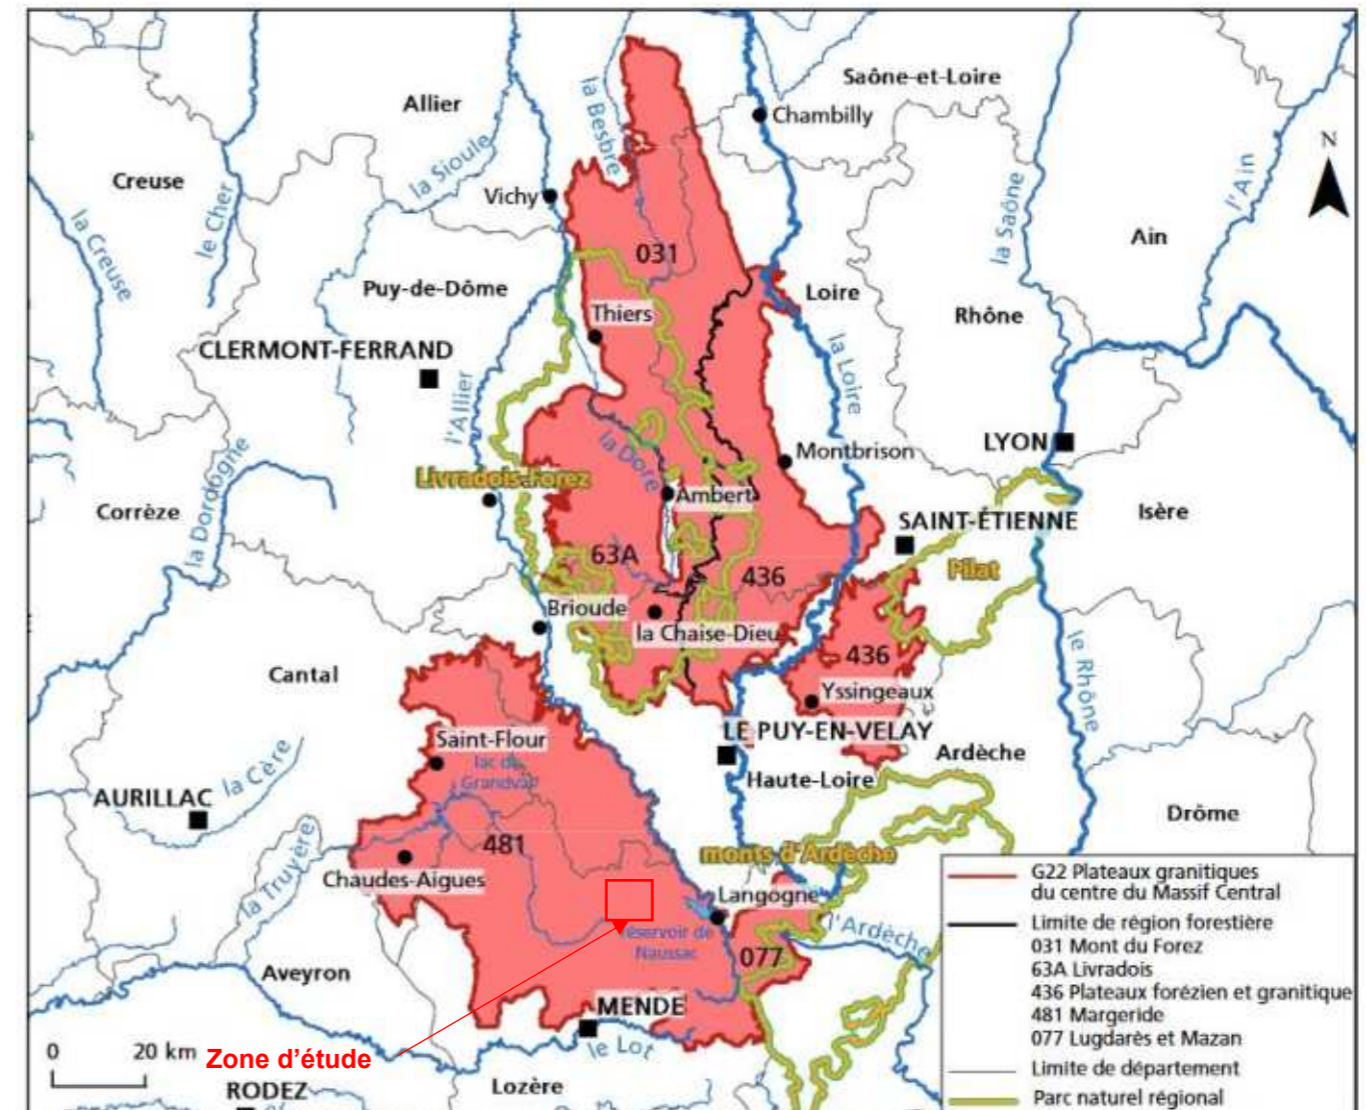 Saône-et-Loire
Allier
la Besbre
Chambilly
N
la Sioule
Creuse
le Cher
Vichy
la Saône
l'Ain
la Creuse
031
Ain
Puy-de-Dôme
Loire
Rhône
Thiers
CLERMONT-FERRAND
la Loire
l'Allier
LYON
Montbrison
la Dore
Livradois-Forez
la Dordogne
Ambert
Corrèze
Isère
SAINT-ÉTIENNE
63A
436
Pilat
Brioude
la Chaise-Dieu
le Rhône
436
Cantal
Yssingeaux
LE PUY-EN-VELAY
Saint-Flour
lac de
Grandval
Ardèche
Haute-Loire
la Cère
AURILLAC
Drôme
481
monts d'Ardèche
la Truyère
Chaudes-Aigues
Langogne
l'Ardèche
réservoir de
Naussac
077
Aveyron
MENDE
0 20 km
Zone d'étude
le Lot
RODEZ
Lozère
G22 Plateaux granitiques
du centre du Massif Central
Limite de région forestière
031 Mont du Forez
63A Livradois
436 Plateaux forézien et granitique
481 Margeride
077 Lugdarès et Mazan
Limite de département
Parc naturel régional